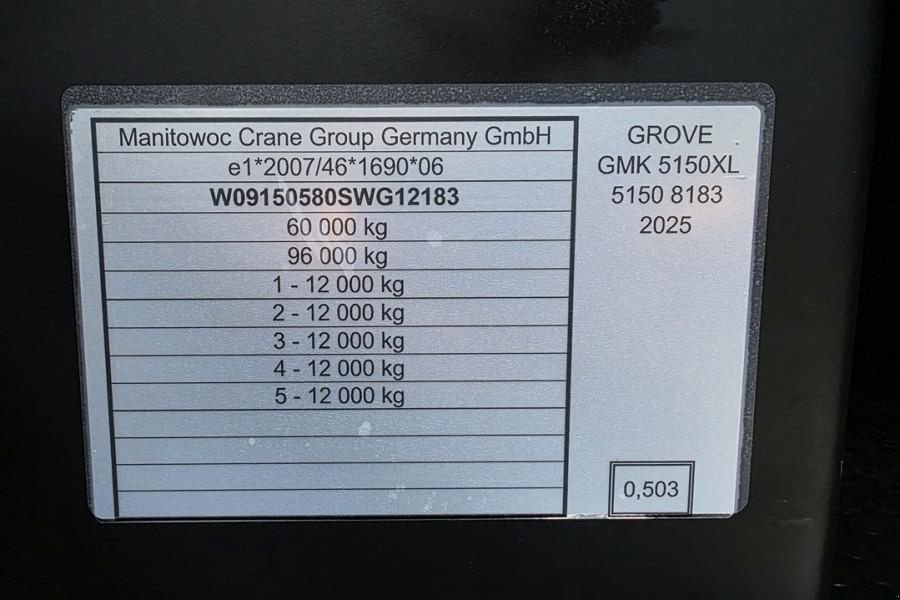 Manitowoc Crane Group Germany GmbH
e1*2007/46*1690*06
W09150580SWG12183
60 000 kg
96 000 kg
1 - 12 000 kg
2 - 12 000 kg
3 - 12 000 kg
4 - 12 000 kg
5 - 12 000 kg
GROVE
GMK 5150XL
5150 8183
2025
0,503